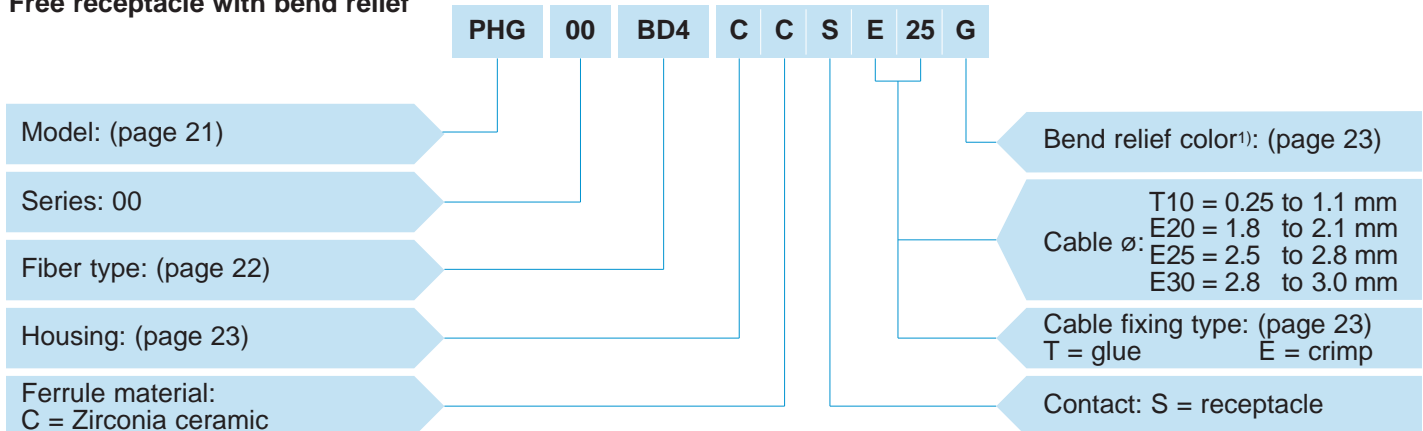 Free receptacle with bend relief
PHG 00 BD4 C C S E 25 G
Model: (page 21)
Series: 00
Fiber type: (page 22)
Housing: (page 23)
Ferrule material:
C = Zirconia ceramic
Bend relief color1): (page 23)
Cable ø:
T10 = 0.25 to 1.1 mm
E20 = 1.8 to 2.1 mm
E25 = 2.5 to 2.8 mm
E30 = 2.8 to 3.0 mm
Cable fixing type: (page 23)
T = glue E = crimp
Contact: S = receptacle